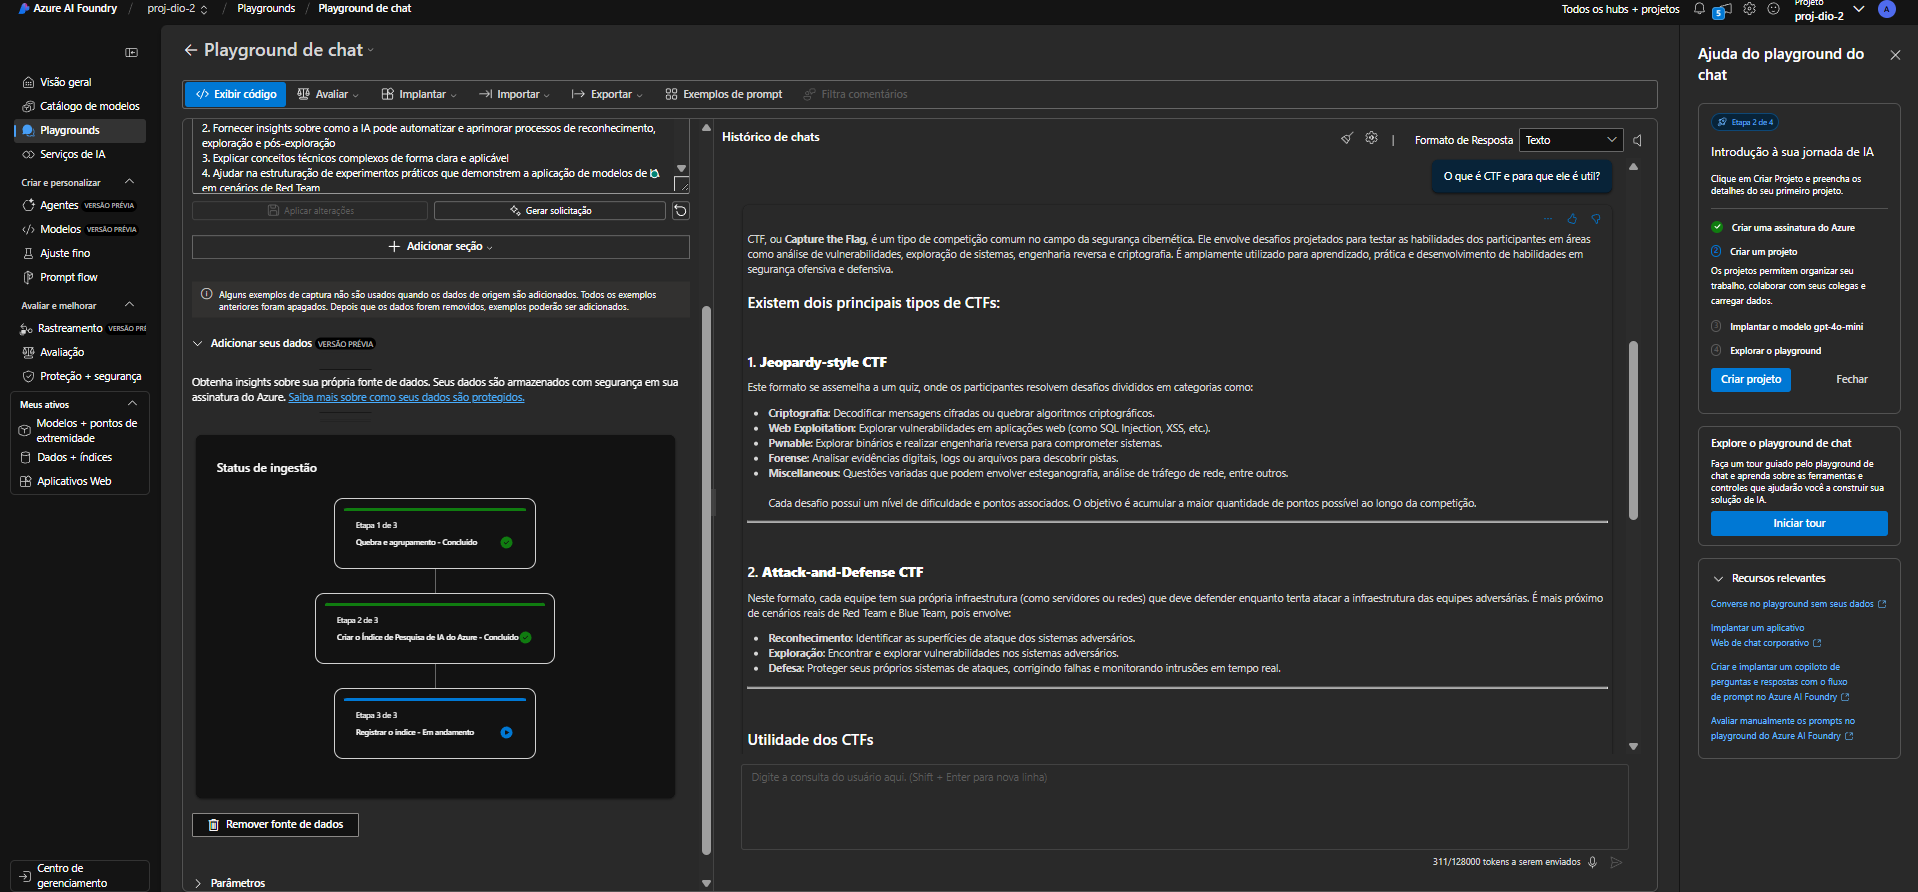 Azure AI Foundry / proj-dio-2 / Playgrounds / Playground de chat
Todos os hubs + projetos
5
Projeto
proj-dio-2
A
Visão geral
Catálogo de modelos
Playgrounds
Serviços de IA
Criar e personalizar
Agentes VERSÃO PRÉVIA
Modelos VERSÃO PRÉVIA
Ajuste fino
Prompt flow
Avaliar e melhorar
Rastreamento VERSÃO PRÉ
Avaliação
Proteção + segurança
Meus ativos
Modelos + pontos de
extremidade
Dados + índices
Aplicativos Web
Centro de
gerenciamento
Playground de chat
Exibir código
Avaliar
Implantar
Importar
Exportar
Exemplos de prompt
Filtra comentários
2. Fornecer insights sobre como a IA pode automatizar e aprimorar processos de reconhecimento,
exploração e pós-exploração
3. Explicar conceitos técnicos complexos de forma clara e aplicável
4. Ajudar na estruturação de experimentos práticos que demonstrem a aplicação de modelos de IA
em cenários de Red Team
Aplicar alterações
Gerar solicitação
Adicionar seção
Alguns exemplos de captura não são usados quando os dados de origem são adicionados. Todos os exemplos
anteriores foram apagados. Depois que os dados forem removidos, exemplos poderão ser adicionados.
Adicionar seus dados VERSÃO PRÉVIA
Obtenha insights sobre sua própria fonte de dados. Seus dados são armazenados com segurança em sua
assinatura do Azure. Saiba mais sobre como seus dados são protegidos.
Status de ingestão
Etapa 1 de 3
Quebra e agrupamento - Concluído
Etapa 2 de 3
Criar o Índice de Pesquisa de IA do Azure - Concluído
Etapa 3 de 3
Registrar o índice - Em andamento
Remover fonte de dados
Parâmetros
Histórico de chats
Formato de Resposta
Texto
O que é CTF e para que ele é util?
CTF, ou Capture the Flag, é um tipo de competição comum no campo da segurança cibernética. Ele envolve desafios projetados para testar as habilidades dos participantes em áreas
como análise de vulnerabilidades, exploração de sistemas, engenharia reversa e criptografia. É amplamente utilizado para aprendizado, prática e desenvolvimento de habilidades em
segurança ofensiva e defensiva.
Existem dois principais tipos de CTFs:
1. Jeopardy-style CTF
Este formato se assemelha a um quiz, onde os participantes resolvem desafios divididos em categorias como:
• Criptografia: Decodificar mensagens cifradas ou quebrar algoritmos criptográficos.
• Web Exploitation: Explorar vulnerabilidades em aplicações web (como SQL Injection, XSS, etc.).
• Pwnable: Explorar binários e realizar engenharia reversa para comprometer sistemas.
• Forense: Analisar evidências digitais, logs ou arquivos para descobrir pistas.
• Miscellaneous: Questões variadas que podem envolver esteganografia, análise de tráfego de rede, entre outros.
Cada desafio possui um nível de dificuldade e pontos associados. O objetivo é acumular a maior quantidade de pontos possível ao longo da competição.
2. Attack-and-Defense CTF
Neste formato, cada equipe tem sua própria infraestrutura (como servidores ou redes) que deve defender enquanto tenta atacar a infraestrutura das equipes adversárias. É mais próximo
de cenários reais de Red Team e Blue Team, pois envolve:
• Reconhecimento: Identificar as superfícies de ataque dos sistemas adversários.
• Exploração: Encontrar e explorar vulnerabilidades nos sistemas adversários.
• Defesa: Proteger seus próprios sistemas de ataques, corrigindo falhas e monitorando intrusões em tempo real.
Utilidade dos CTFs
Digite a consulta do usuário aqui. (Shift + Enter para nova linha)
311/128000 tokens a serem enviados
Ajuda do playground do
chat
Etapa 2 de 4
Introdução à sua jornada de IA
Clique em Criar Projeto e preencha os
detalhes do seu primeiro projeto.
Criar uma assinatura do Azure
2 Criar um projeto
Os projetos permitem organizar seu
trabalho, colaborar com seus colegas e
carregar dados.
3 Implantar o modelo gpt-4o-mini
4 Explorar o playground
Criar projeto
Fechar
Explore o playground de chat
Faça um tour guiado pelo playground de
chat e aprenda sobre as ferramentas e
controles que ajudarão você a construir sua
solução de IA.
Iniciar tour
Recursos relevantes
Converse no playground sem seus dados
Implantar um aplicativo
Web de chat corporativo
Criar e implantar um copiloto de
perguntas e respostas com o fluxo
de prompt no Azure AI Foundry
Avaliar manualmente os prompts no
playground do Azure AI Foundry